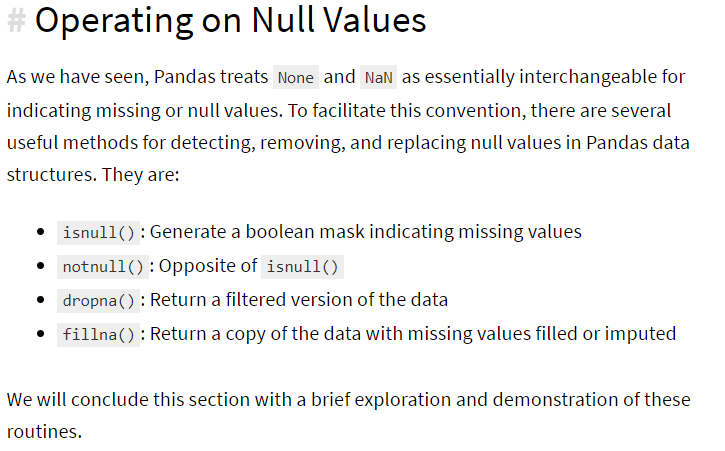 # Operating on Null Values
As we have seen, Pandas treats None and NaN as essentially interchangeable for
indicating missing or null values. To facilitate this convention, there are several
useful methods for detecting, removing, and replacing null values in Pandas data
structures. They are:
• isnull(): Generate a boolean mask indicating missing values
• notnull(): Opposite of isnull()
• dropna(): Return a filtered version of the data
• fillna(): Return a copy of the data with missing values filled or imputed
We will conclude this section with a brief exploration and demonstration of these
routines.